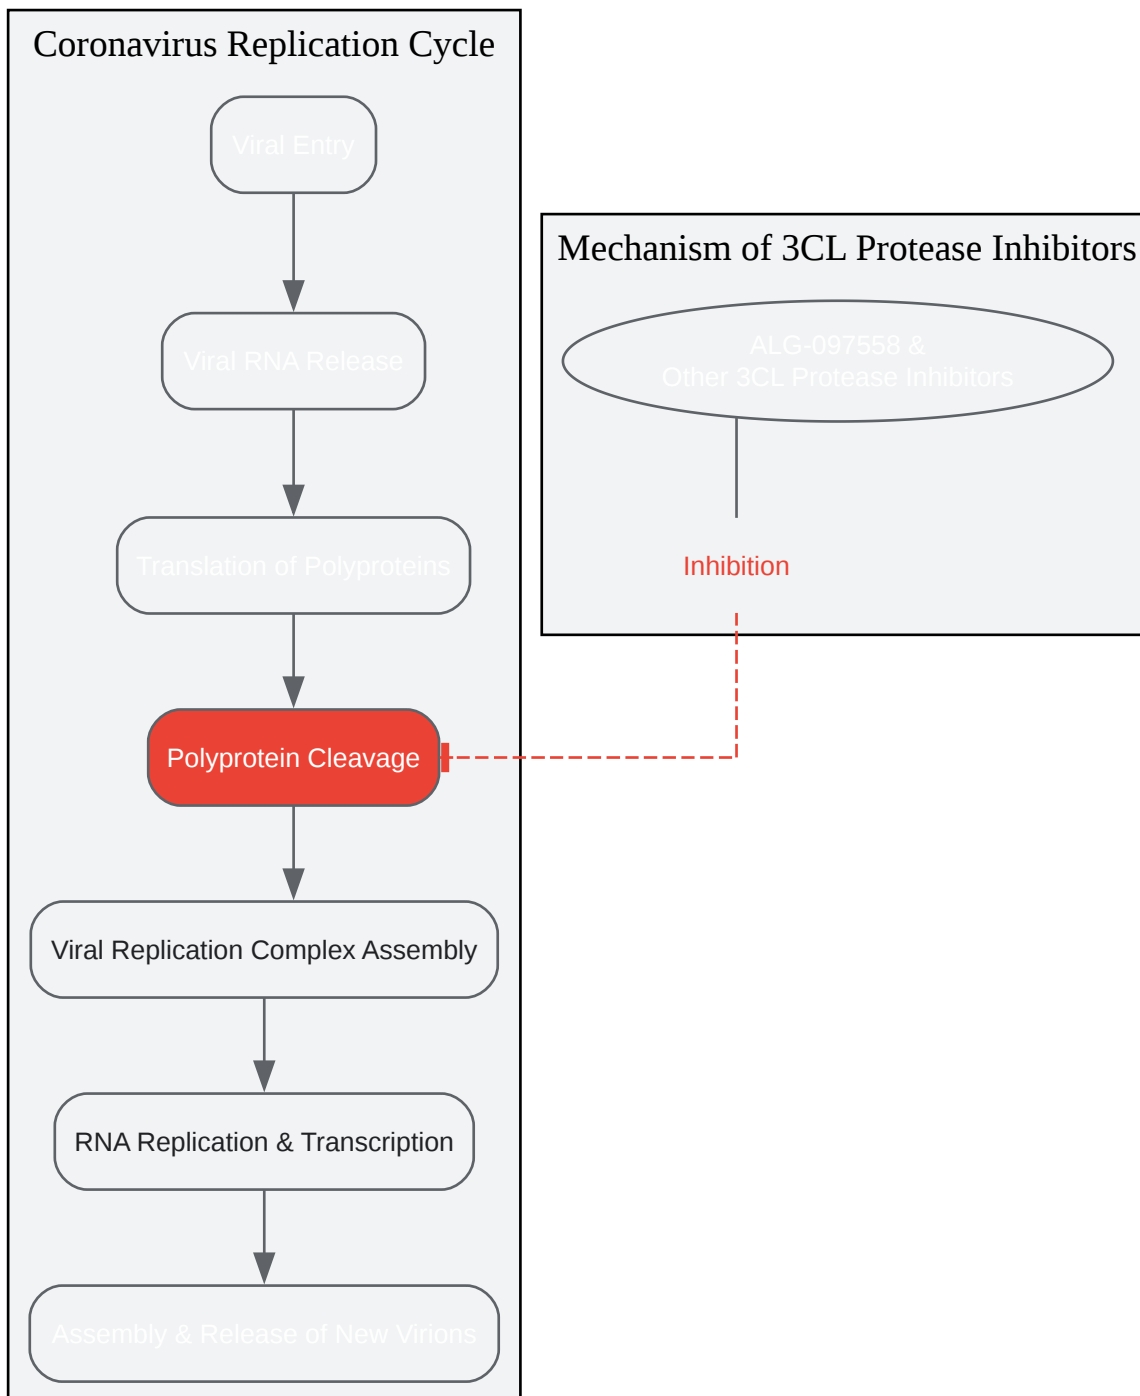 Coronavirus Replication Cycle
Viral Entry
Viral RNA Release
Translation of Polyproteins
Polyprotein Cleavage
Viral Replication Complex Assembly
RNA Replication & Transcription
Assembly & Release of New Virions
Mechanism of 3CL Protease Inhibitors
ALG-097558 &
Other 3CL Protease Inhibitors
Inhibition